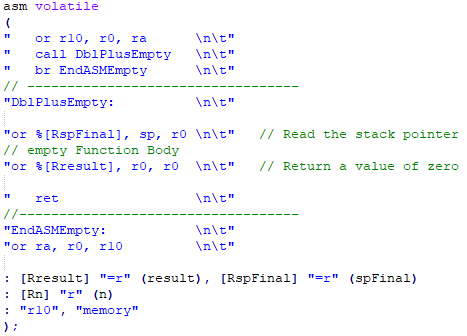 asm volatile
(
"   or r10, r0, ra      \n\t"
"   call DblPlusEmpty   \n\t"
"   br EndASMEmpty      \n\t"
// ----------------------------------
"DblPlusEmpty:          \n\t"
"or %[RspFinal], sp, r0 \n\t"   // Read the stack pointer
// empty Function Body
"or %[Rresult], r0, r0  \n\t"   // Return a value of zero
"   ret                 \n\t"
//-----------------------------------
"EndASMEmpty:           \n\t"
"or ra, r0, r10         \n\t"
: [Rresult] "=r" (result), [RspFinal] "=r" (spFinal)
: [Rn] "r" (n)
: "r10", "memory"
);